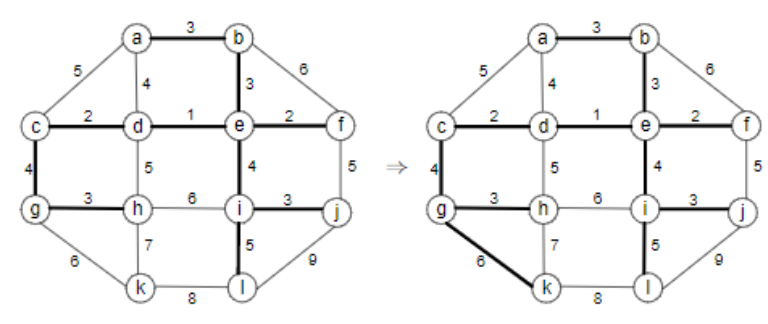 3 3
a b a b
5 4 3 6 5 4 3 6
2 1 2 2 1 2
c d e f c d e f
4 5 4 5 ⇒ 4 5 4 5
3 6 3 3 6 3
g h i j g h i j
6 7 5 9 6 7 5 9
k l k l
8 8